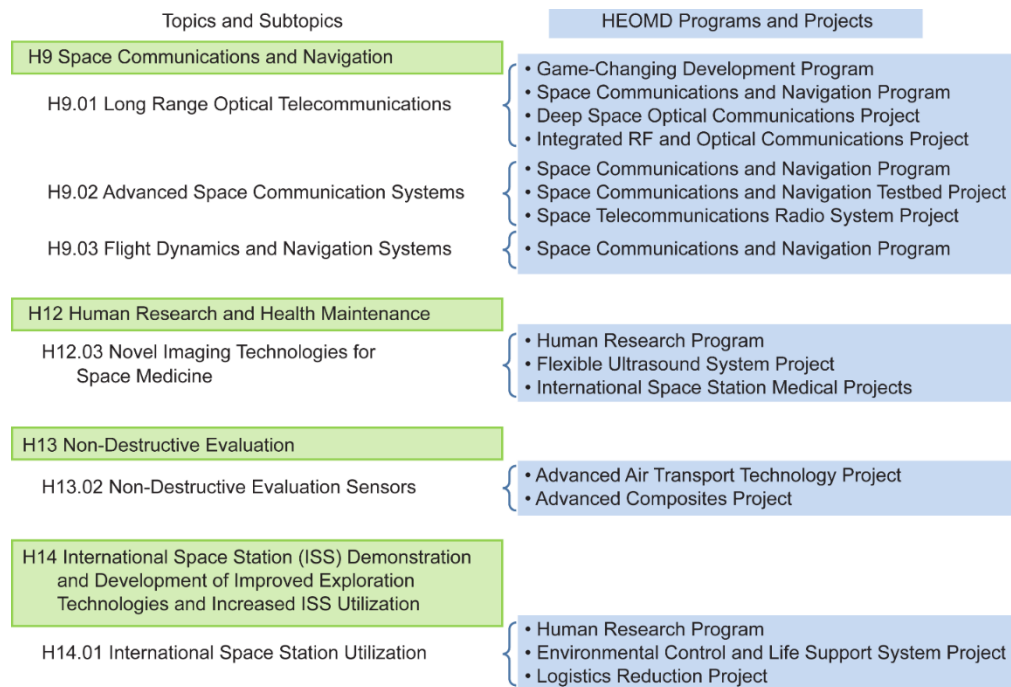 Topics and Subtopics
HEOMD Programs and Projects
H9 Space Communications and Navigation
H9.01 Long Range Optical Telecommunications
• Game-Changing Development Program
• Space Communications and Navigation Program
• Deep Space Optical Communications Project
• Integrated RF and Optical Communications Project
H9.02 Advanced Space Communication Systems
• Space Communications and Navigation Program
• Space Communications and Navigation Testbed Project
• Space Telecommunications Radio System Project
H9.03 Flight Dynamics and Navigation Systems
• Space Communications and Navigation Program
H12 Human Research and Health Maintenance
H12.03 Novel Imaging Technologies for
Space Medicine
• Human Research Program
• Flexible Ultrasound System Project
• International Space Station Medical Projects
H13 Non-Destructive Evaluation
H13.02 Non-Destructive Evaluation Sensors
• Advanced Air Transport Technology Project
• Advanced Composites Project
H14 International Space Station (ISS) Demonstration
and Development of Improved Exploration
Technologies and Increased ISS Utilization
H14.01 International Space Station Utilization
• Human Research Program
• Environmental Control and Life Support System Project
• Logistics Reduction Project